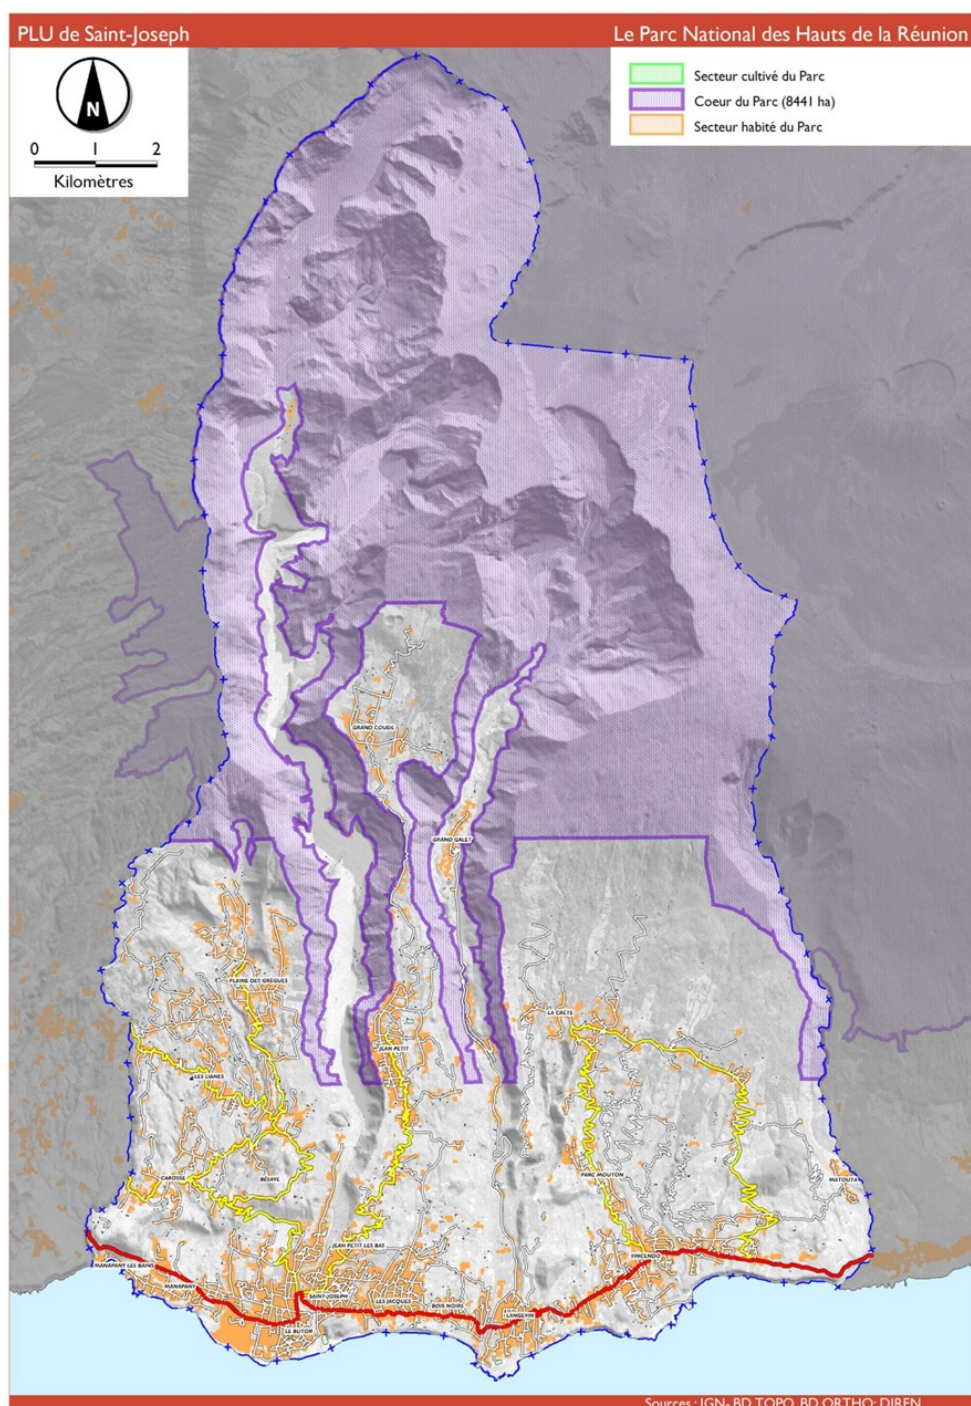 PLU de Saint-Joseph
Le Parc National des Hauts de la Réunion
N
0 1 2
Kilomètres
Secteur cultivé du Parc
Coeur du Parc (8441 ha)
Secteur habité du Parc
GRAND COUDE
GRAND GALET
PLAINE DES GRÈGUES
LA CRÊTE
JEAN PETIT
LES LIANES
CAROSSE
BÉSAVE
PARC MOUTON
MATOUTA
JEAN PETIT LES BAS
VINCENDO
MANAPANY LES BAINS
MANAPANY
SAINT-JOSEPH
LES JACQUES
BOIS NOIRS
LANGEVIN
LE BUTOR
Sources : IGN- BD TOPO, BD ORTHO; DIREN